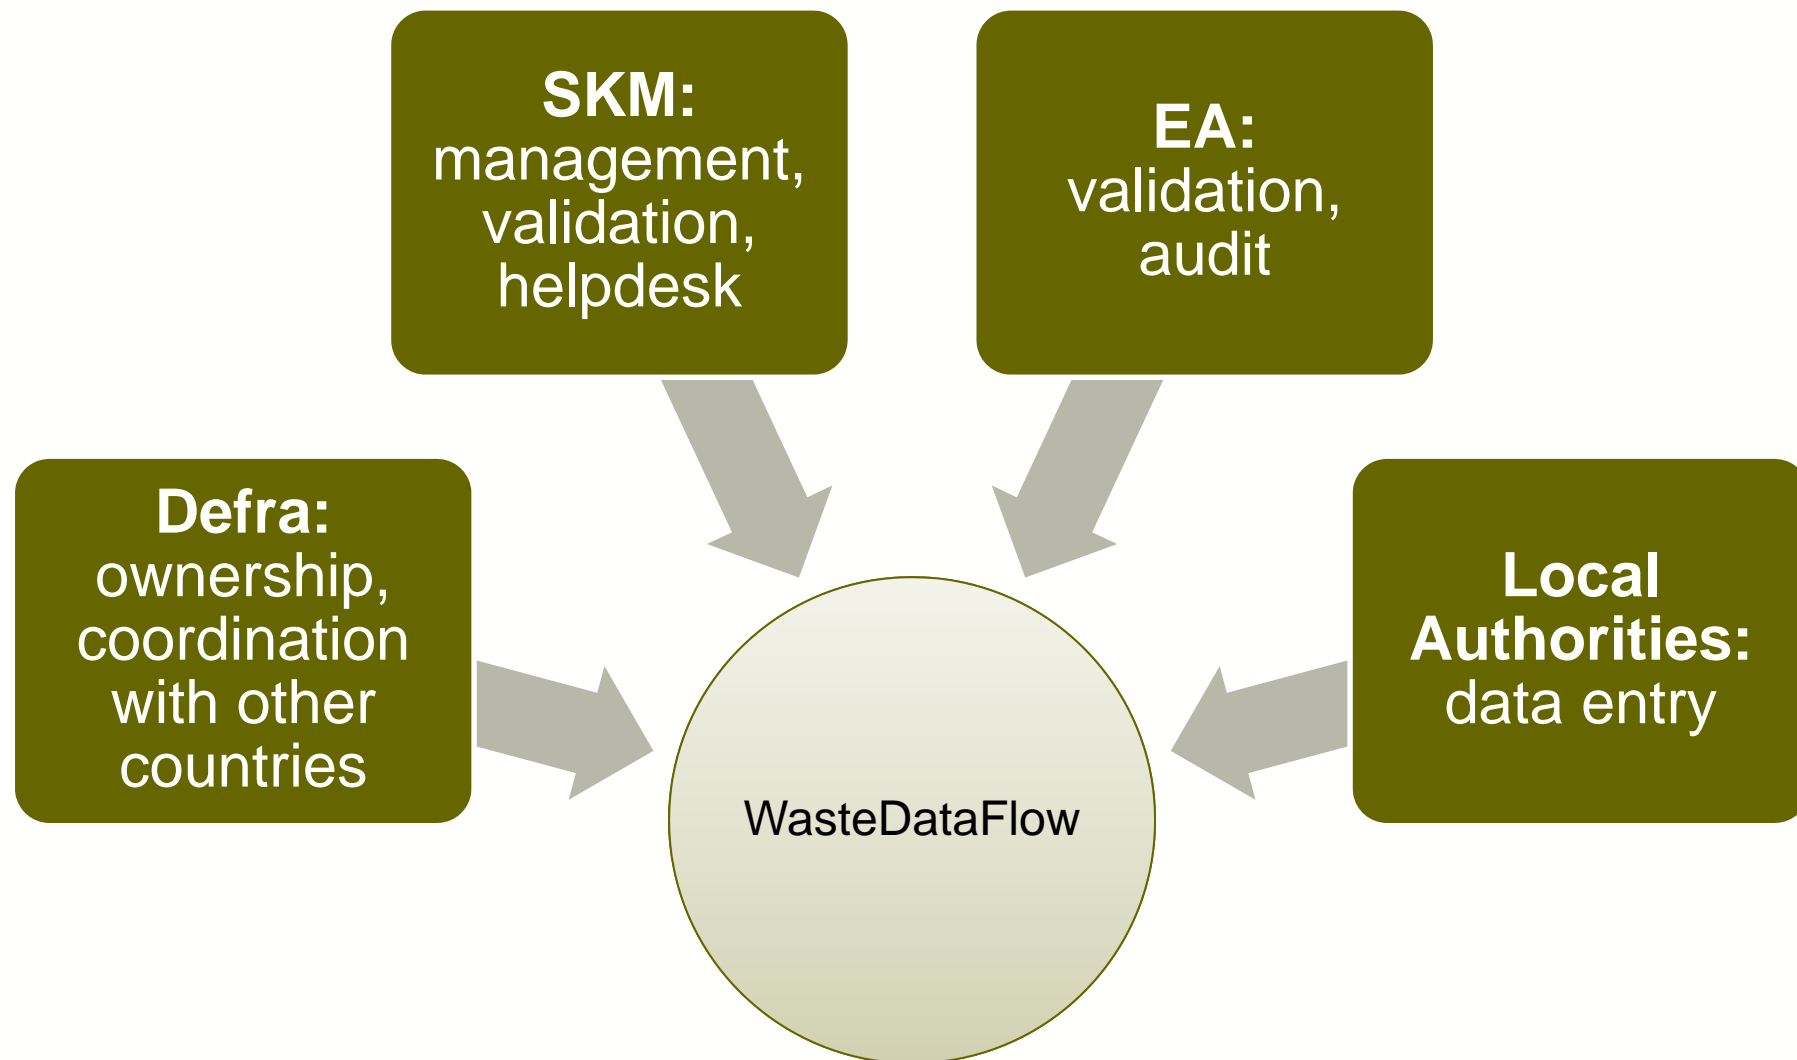 SKM:
management,
validation,
helpdesk
EA:
validation,
audit
Defra:
ownership,
coordination
with other
countries
Local
Authorities:
data entry
WasteDataFlow